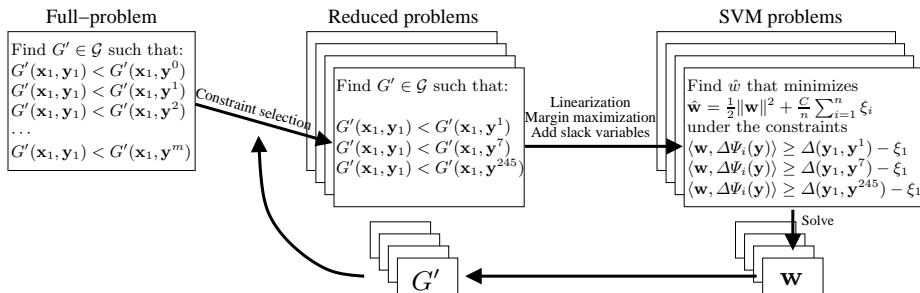 Full−problem
Find G′ ∈ 𝒢 such that:
G′(x₁, y₁) < G′(x₁, y⁰)
G′(x₁, y₁) < G′(x₁, y¹)
G′(x₁, y₁) < G′(x₁, y²)
...
G′(x₁, y₁) < G′(x₁, yᵐ)
Constraint selection
Reduced problems
Find G′ ∈ 𝒢 such that:
G′(x₁, y₁) < G′(x₁, y¹)
G′(x₁, y₁) < G′(x₁, y⁷)
G′(x₁, y₁) < G′(x₁, y²⁴⁵)
Linearization
Margin maximization
Add slack variables
SVM problems
Find ŵ that minimizes
ŵ = ½‖w‖² + C/n ∑ⁿᵢ₌₁ ξᵢ
under the constraints
⟨w, ΔΨᵢ(y)⟩ ≥ Δ(y₁, y¹) − ξ₁
⟨w, ΔΨᵢ(y)⟩ ≥ Δ(y₁, y⁷) − ξ₁
⟨w, ΔΨᵢ(y)⟩ ≥ Δ(y₁, y²⁴⁵) − ξ₁
Solve
w
G′